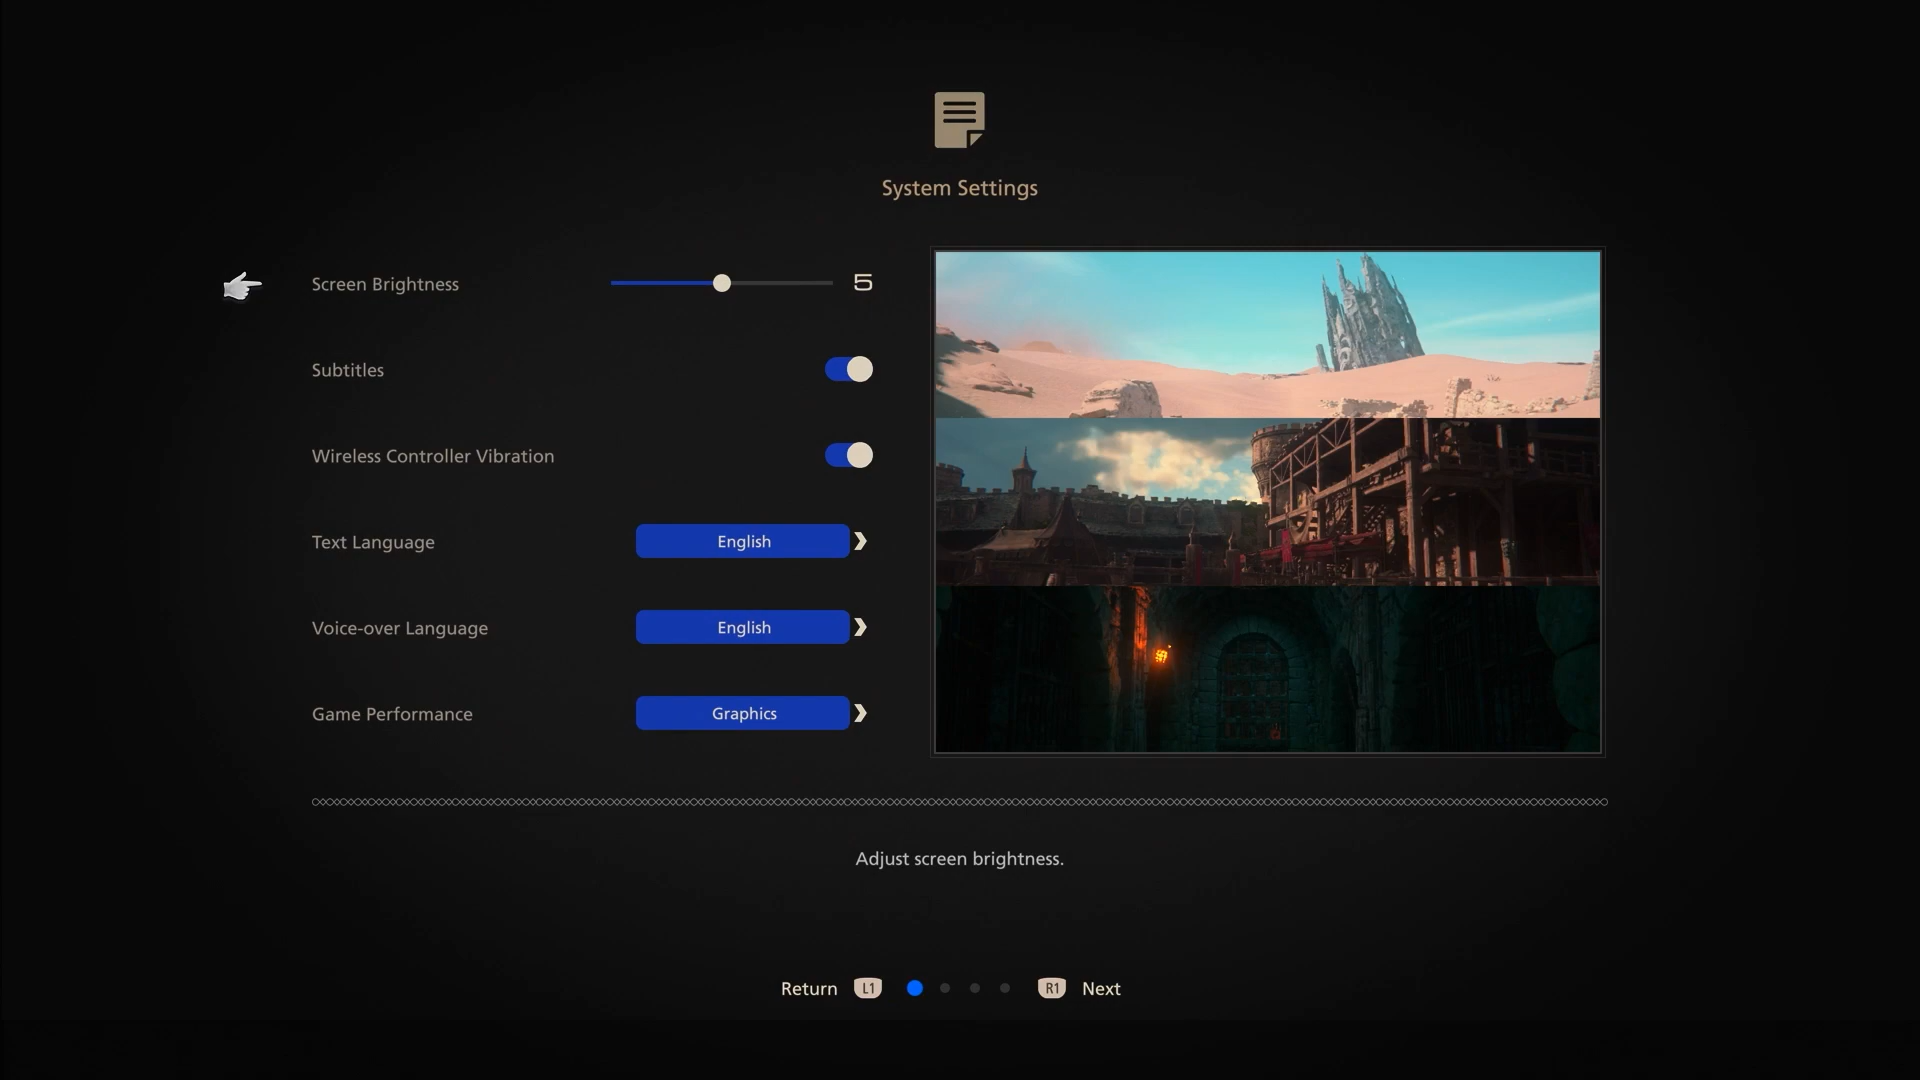 System Settings
Screen Brightness 5
Subtitles
Wireless Controller Vibration
Text Language English
Voice-over Language English
Game Performance Graphics
Adjust screen brightness.
Return L1 R1 Next